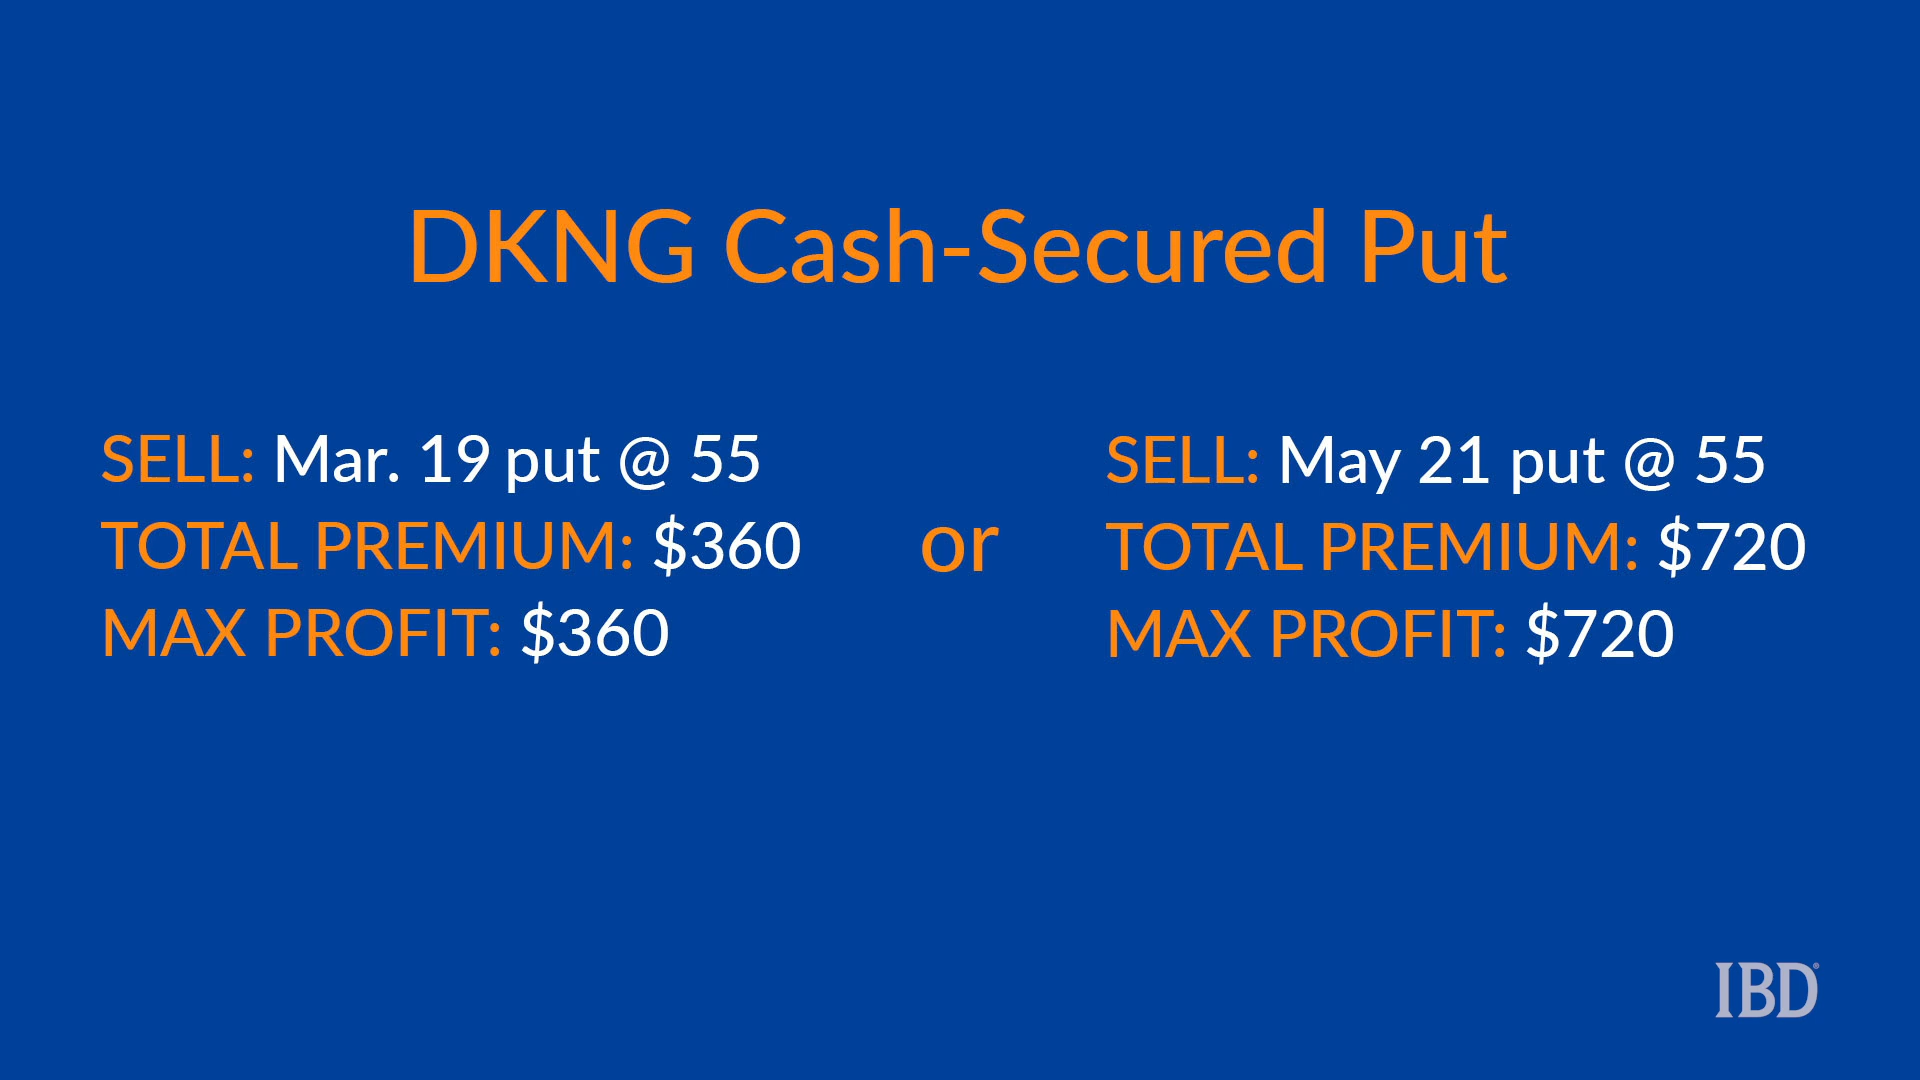 DKNG Cash-Secured Put
SELL: Mar. 19 put @ 55
TOTAL PREMIUM: $360
MAX PROFIT: $360
or
SELL: May 21 put @ 55
TOTAL PREMIUM: $720
MAX PROFIT: $720
IBD®